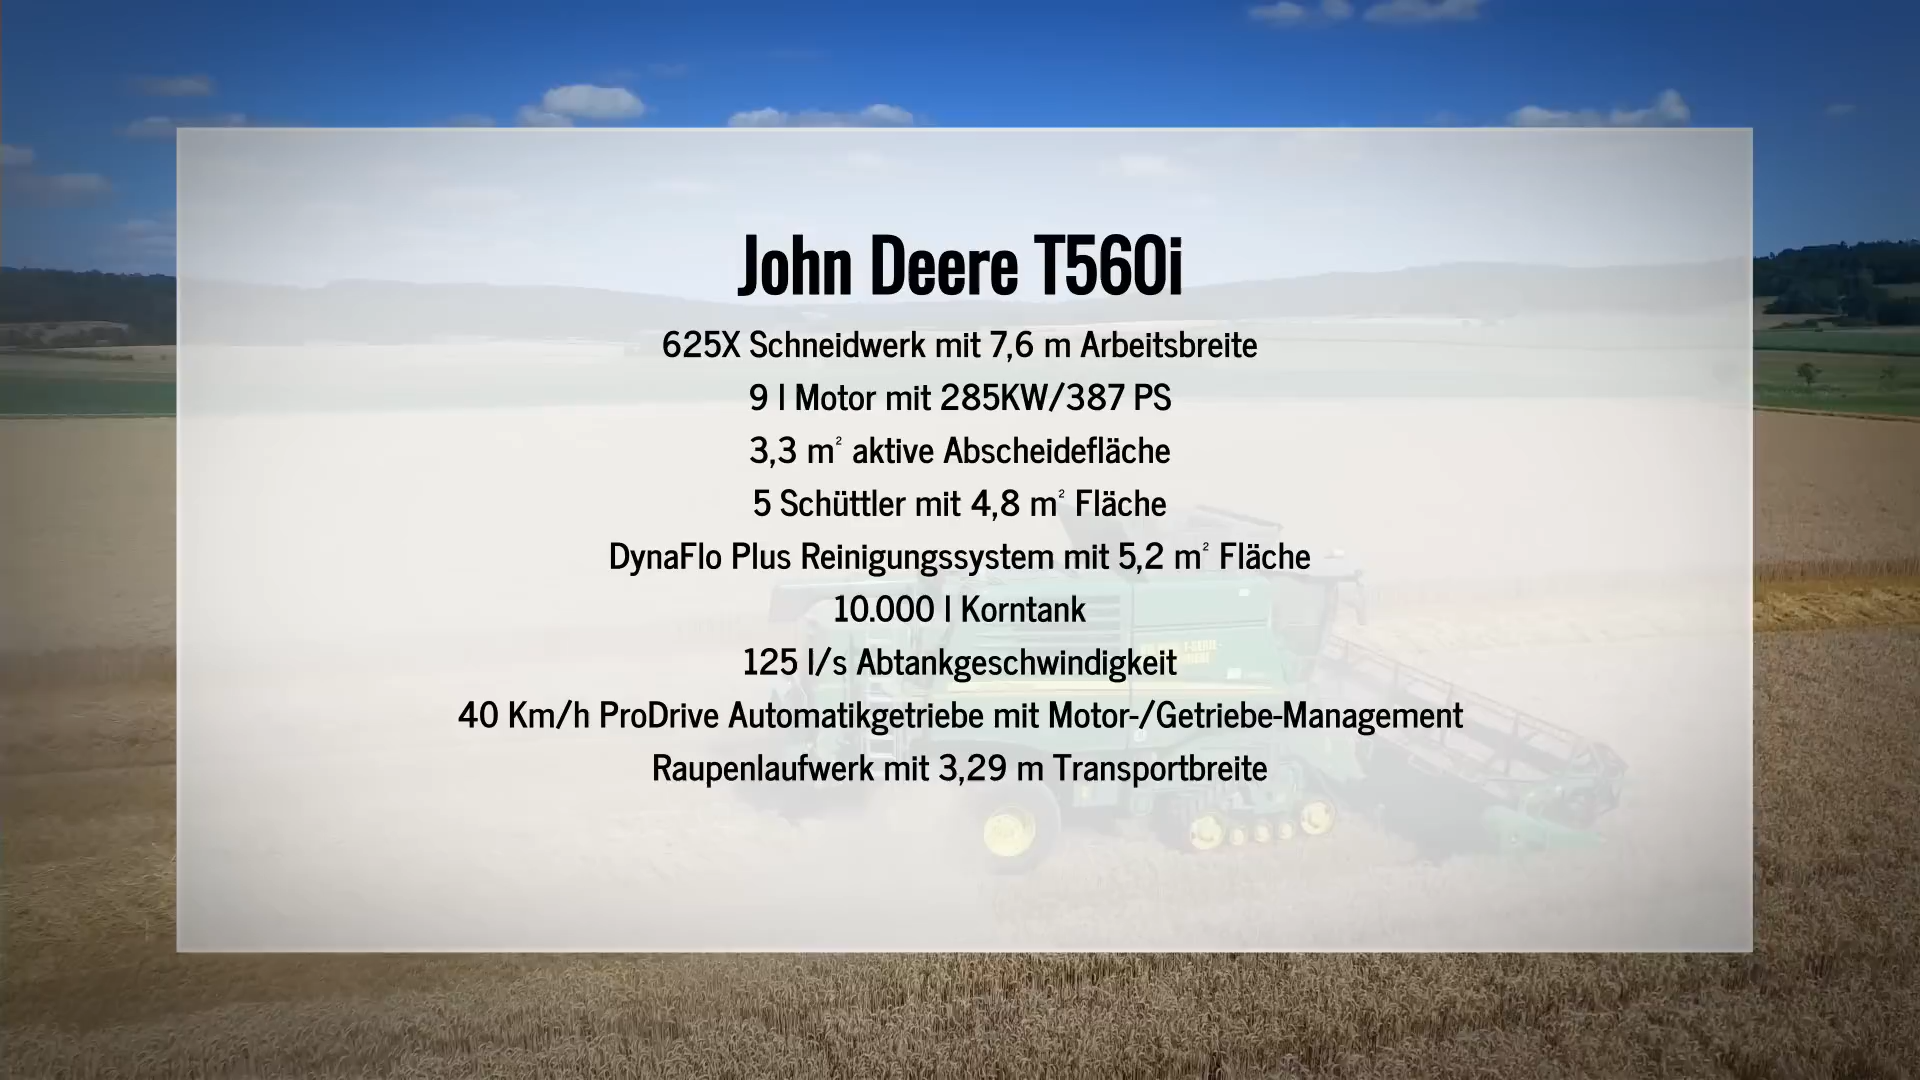 John Deere T560i
625X Schneidwerk mit 7,6 m Arbeitsbreite
9 l Motor mit 285KW/387 PS
3,3 m² aktive Abscheidefläche
5 Schüttler mit 4,8 m² Fläche
DynaFlo Plus Reinigungssystem mit 5,2 m² Fläche
10.000 l Korntank
125 l/s Abtankgeschwindigkeit
40 Km/h ProDrive Automatikgetriebe mit Motor-/Getriebe-Management
Raupenlaufwerk mit 3,29 m Transportbreite